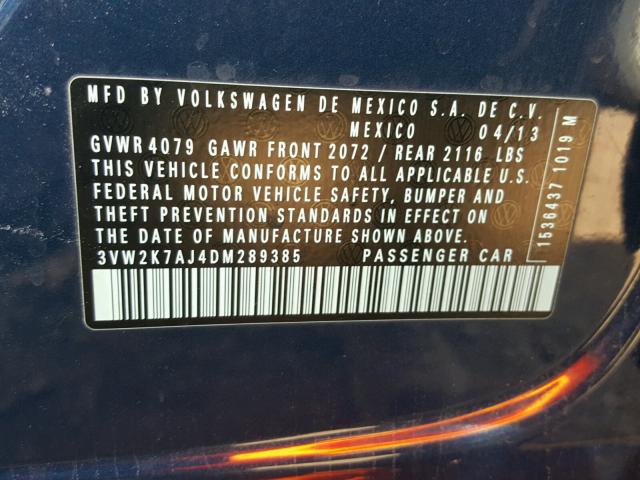 MFD BY VOLKSWAGEN DE MEXICO S.A. DE C.V.
MEXICO 04/13
GVWR 4079 GAWR FRONT 2072 / REAR 2116 LBS
THIS VEHICLE CONFORMS TO ALL APPLICABLE U.S.
FEDERAL MOTOR VEHICLE SAFETY, BUMPER AND
THEFT PREVENTION STANDARDS IN EFFECT ON
THE DATE OF MANUFACTURE SHOWN ABOVE.
3VW2K7AJ4DM289385 PASSENGER CAR
1536437 1019 M